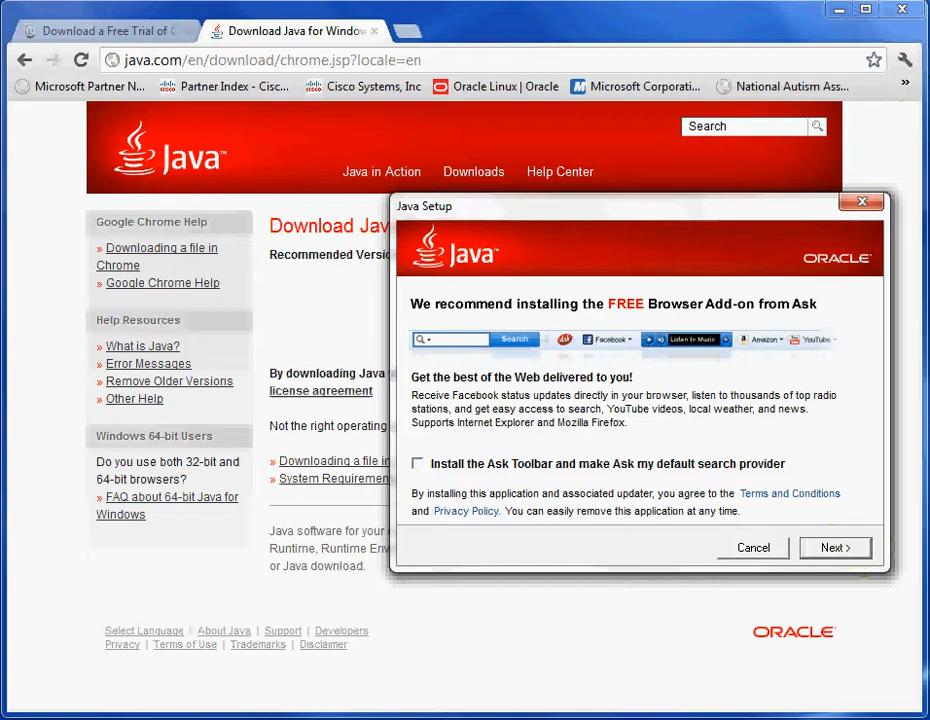 Download a Free Trial of C
Download Java for Window
java.com/en/download/chrome.jsp?locale=en
Microsoft Partner N...
Partner Index - Cisc...
Cisco Systems, Inc
Oracle Linux | Oracle
Microsoft Corporati...
National Autism Ass...
»
Java™
Search
Java in Action
Downloads
Help Center
Google Chrome Help
» Downloading a file in
Chrome
» Google Chrome Help
Help Resources
» What is Java?
» Error Messages
» Remove Older Versions
» Other Help
Windows 64-bit Users
Do you use both 32-bit and
64-bit browsers?
» FAQ about 64-bit Java for
Windows
Download Jav
Recommended Versi
By downloading Java
license agreement
Not the right operating
» Downloading a file in
» System Requiremen
Java software for your
Runtime, Runtime Env
or Java download.
Java Setup
Java™
ORACLE
We recommend installing the FREE Browser Add-on from Ask
Search
Ask
Facebook
Listen to Music
Amazon
YouTube
Get the best of the Web delivered to you!
Receive Facebook status updates directly in your browser, listen to thousands of top radio
stations, and get easy access to search, YouTube videos, local weather, and news.
Supports Internet Explorer and Mozilla Firefox.
Install the Ask Toolbar and make Ask my default search provider
By installing this application and associated updater, you agree to the Terms and Conditions
and Privacy Policy. You can easily remove this application at any time.
Cancel
Next >
Select Language | About Java | Support | Developers
Privacy | Terms of Use | Trademarks | Disclaimer
ORACLE